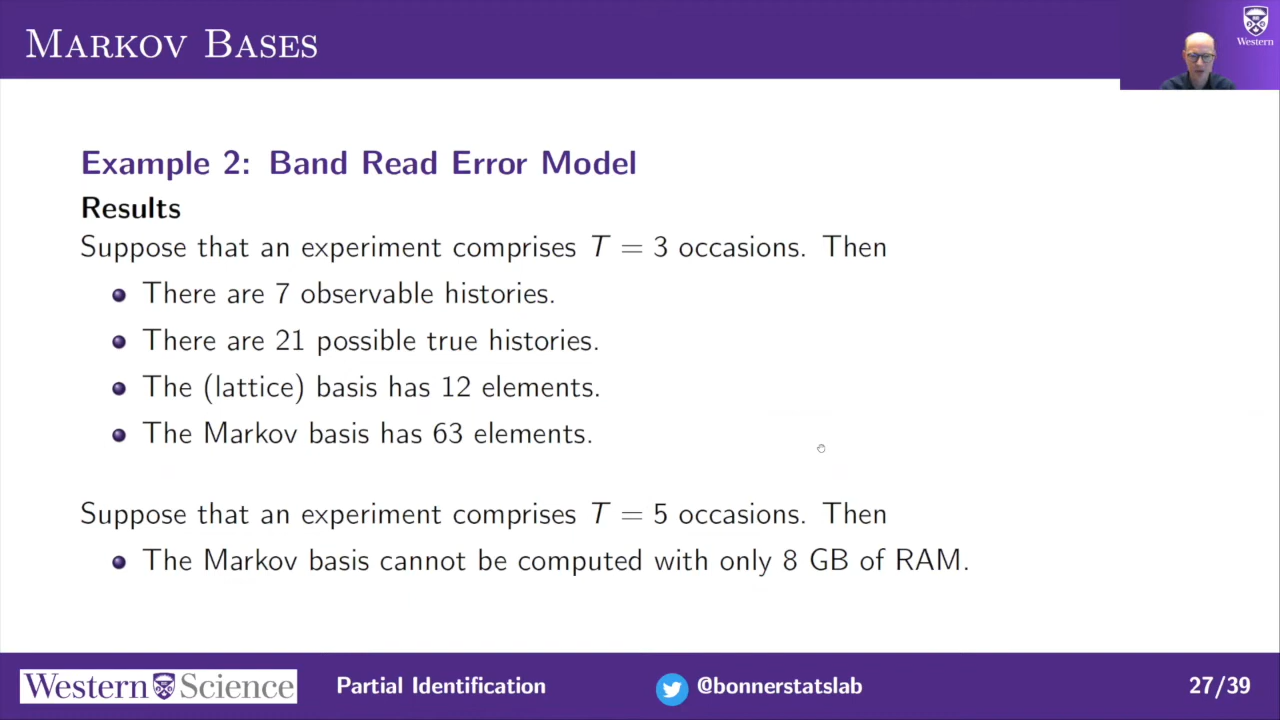 MARKOV BASES
Western
Example 2: Band Read Error Model
Results
Suppose that an experiment comprises T = 3 occasions. Then
There are 7 observable histories.
There are 21 possible true histories.
The (lattice) basis has 12 elements.
The Markov basis has 63 elements.
Suppose that an experiment comprises T = 5 occasions. Then
The Markov basis cannot be computed with only 8 GB of RAM.
Western Science
Partial Identification
@bonnerstatslab
27/39